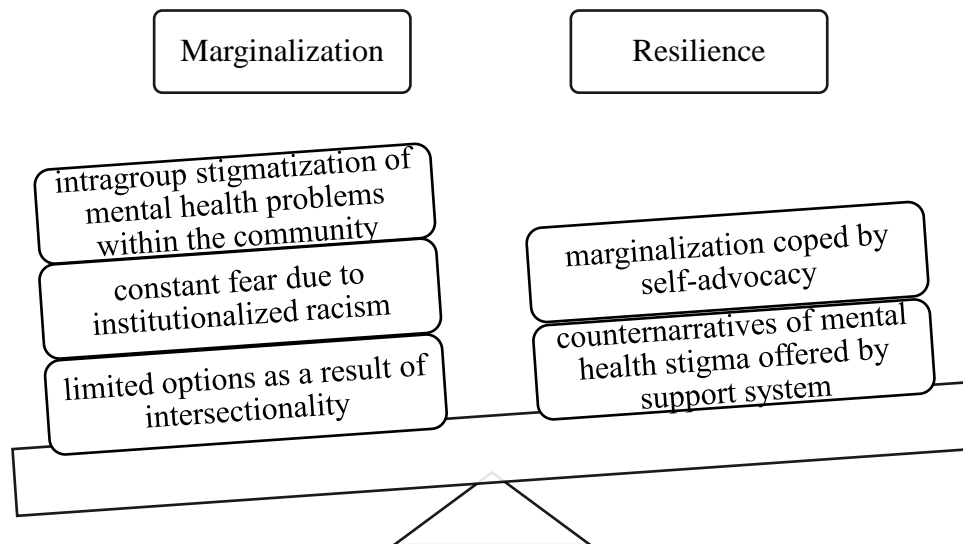 Marginalization
Resilience
intragroup stigmatization of
mental health problems
within the community
constant fear due to
institutionalized racism
limited options as a result of
intersectionality
marginalization coped by
self-advocacy
counternarratives of mental
health stigma offered by
support system